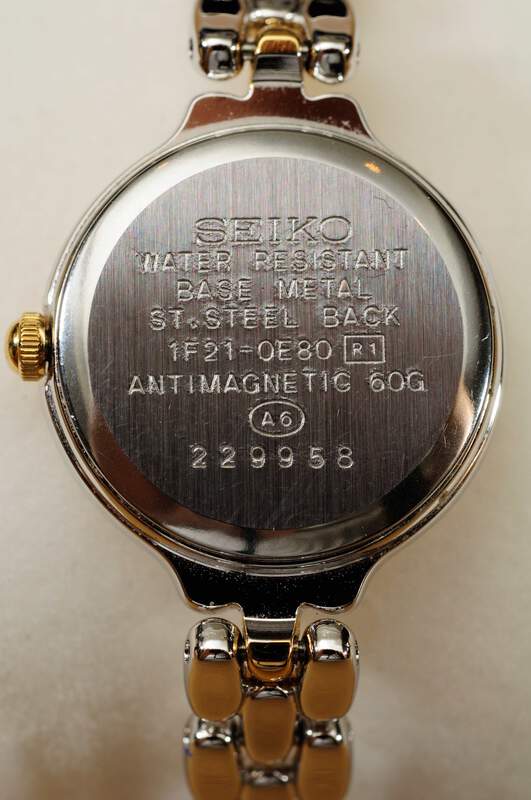 SEIKO
WATER RESISTANT
BASE METAL
ST.STEEL BACK
1F21-0E80 R1
ANTIMAGNETIC 60G
A6
229958